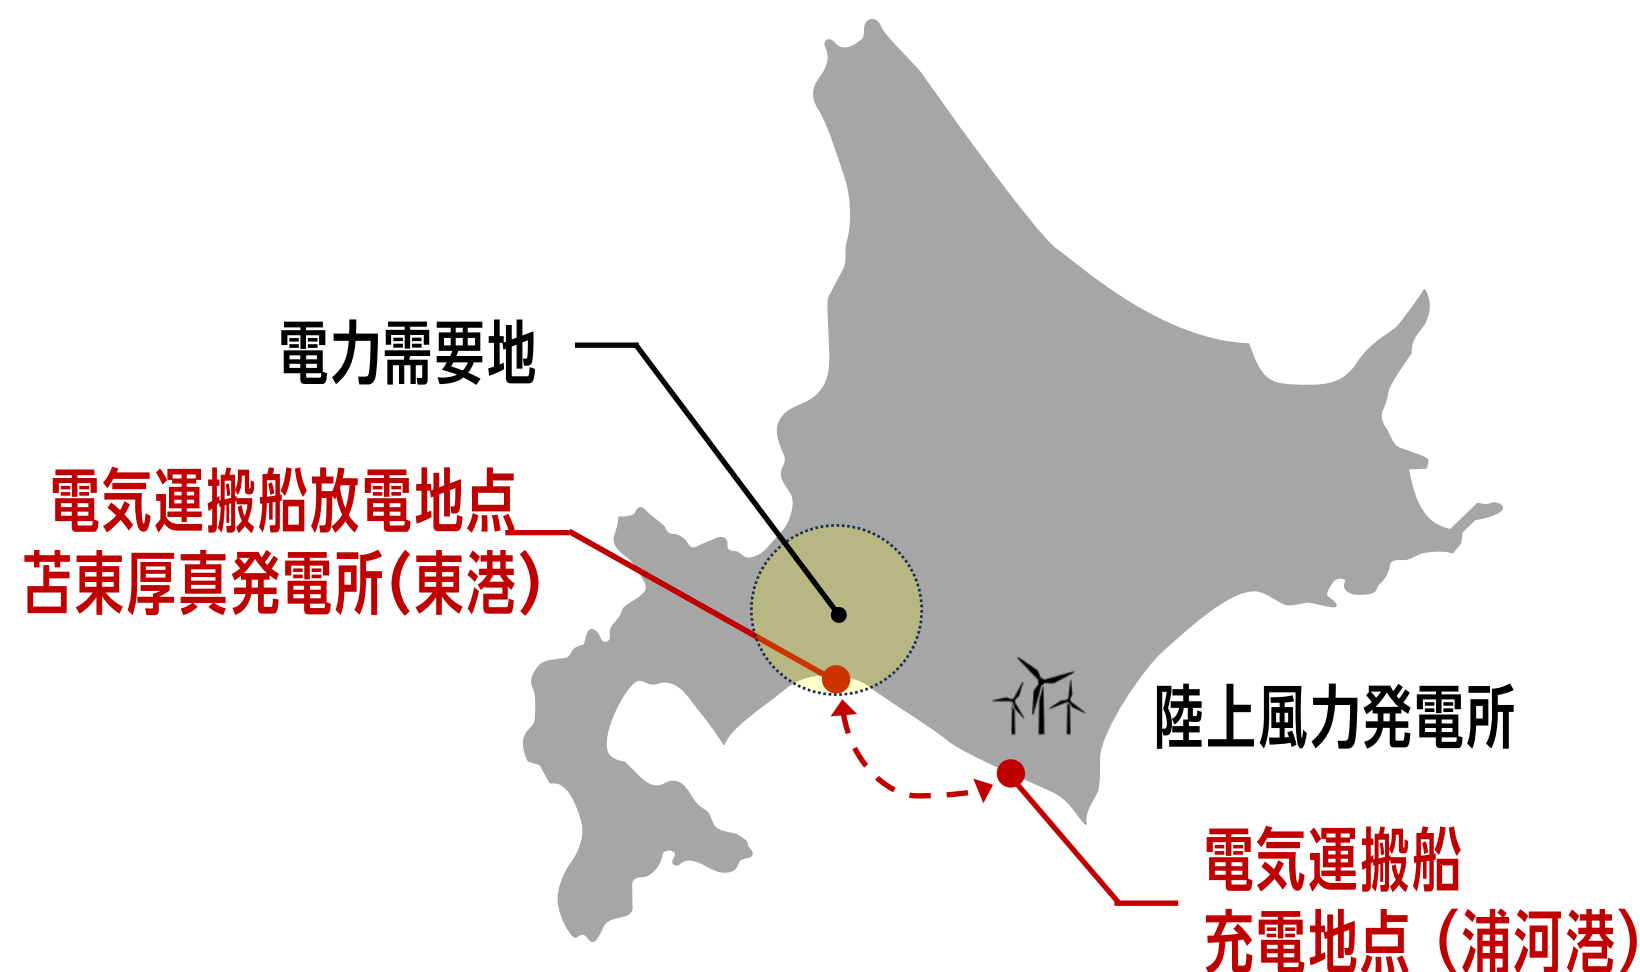 電力需要地
電気運搬船放電地点
苫東厚真発電所(東港)
陸上風力発電所
電気運搬船
充電地点（浦河港）